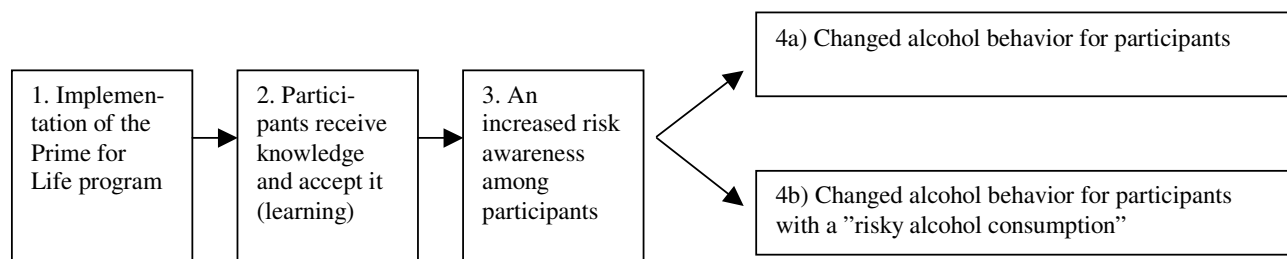 1. Implemen-
tation of the
Prime for
Life program
2. Partici-
pants receive
knowledge
and accept it
(learning)
3. An
increased risk
awareness
among
participants
4a) Changed alcohol behavior for participants
4b) Changed alcohol behavior for participants
with a ”risky alcohol consumption”